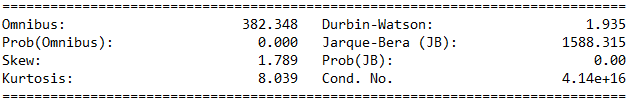 ==============================================================================
Omnibus:                      382.348   Durbin-Watson:                   1.935
Prob(Omnibus):                  0.000   Jarque-Bera (JB):             1588.315
Skew:                           1.789   Prob(JB):                         0.00
Kurtosis:                       8.039   Cond. No.                     4.14e+16
==============================================================================